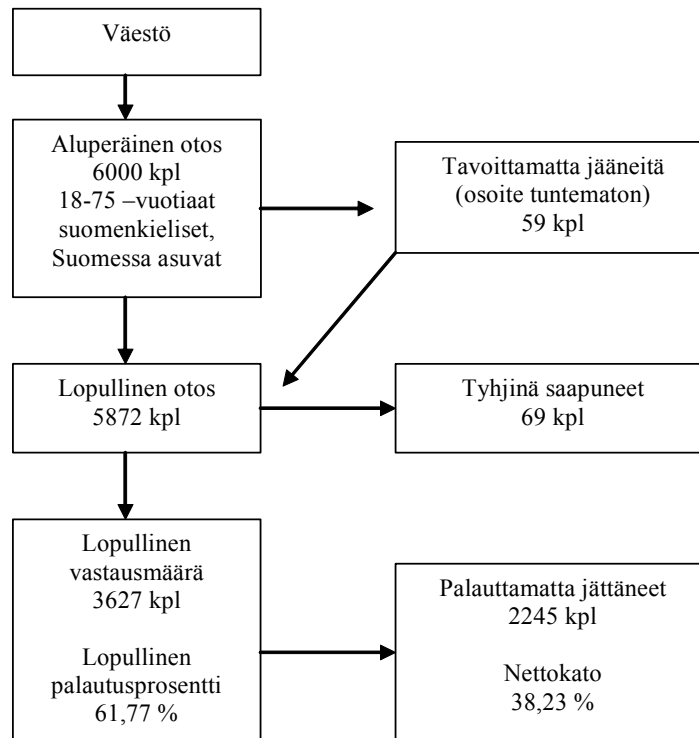 Väestö
Aluperäinen otos
6000 kpl
18-75 –vuotiaat
suomenkieliset,
Suomessa asuvat
Tavoittamatta jääneitä
(osoite tuntematon)
59 kpl
Lopullinen otos
5872 kpl
Tyhjinä saapuneet
69 kpl
Lopullinen
vastausmäärä
3627 kpl
Lopullinen
palautusprosentti
61,77 %
Palauttamatta jättäneet
2245 kpl
Nettokato
38,23 %